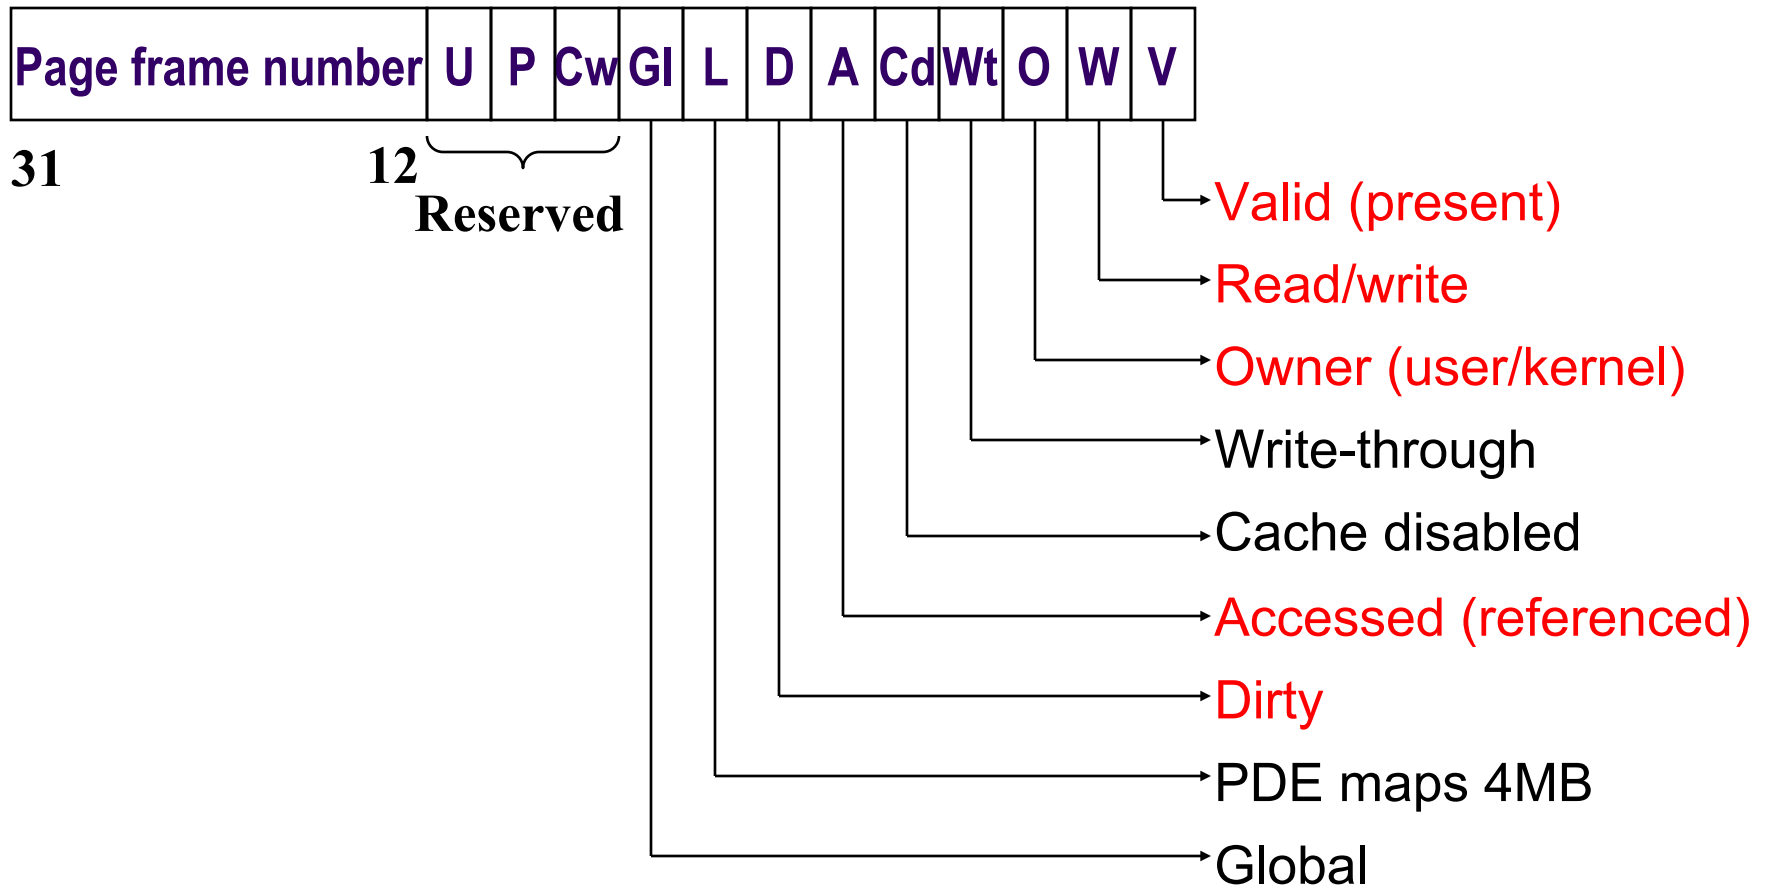 Page frame number U P Cw Gl L D A Cd Wt O W V
31 12
Reserved
Valid (present)
Read/write
Owner (user/kernel)
Write-through
Cache disabled
Accessed (referenced)
Dirty
PDE maps 4MB
Global